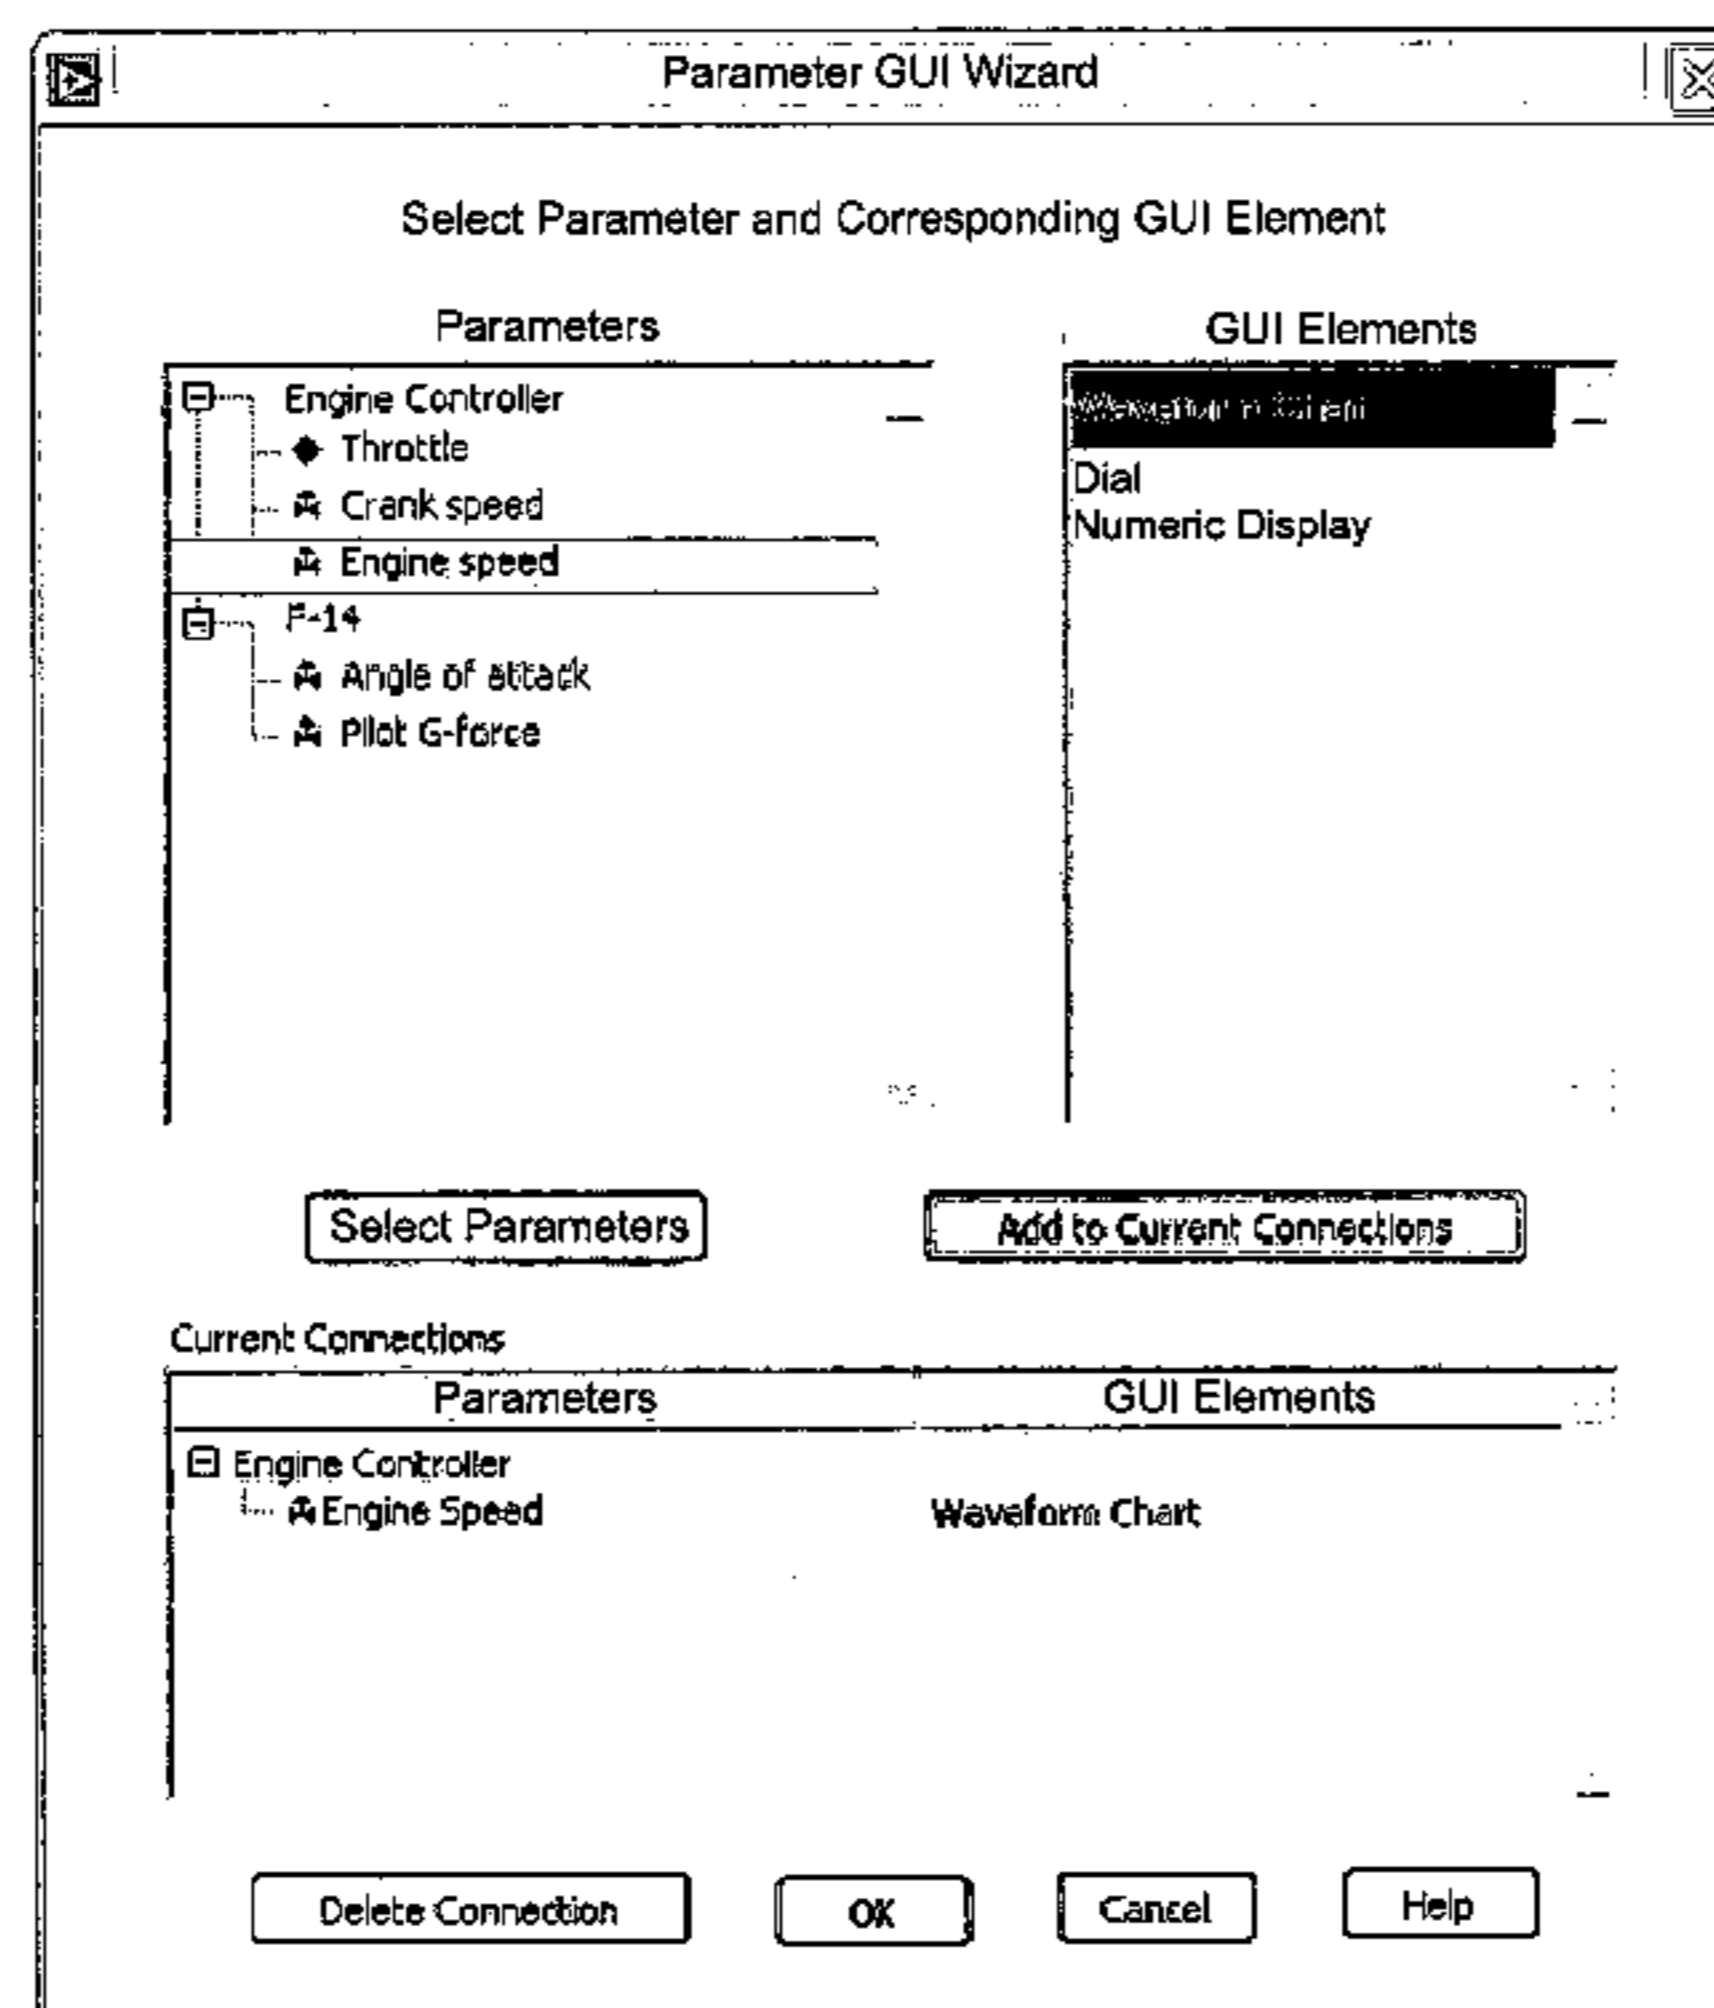 Parameter GUI Wizard
Select Parameter and Corresponding GUI Element
Parameters
Engine Controller
Throttle
Crank speed
Engine speed
F-14
Angle of attack
Pilot G-force
GUI Elements
Dial
Numeric Display
Select Parameters
Add to Current Connections
Current Connections
Parameters GUI Elements
Engine Controller
Engine Speed Waveform Chart
Delete Connection OK Cancel Help